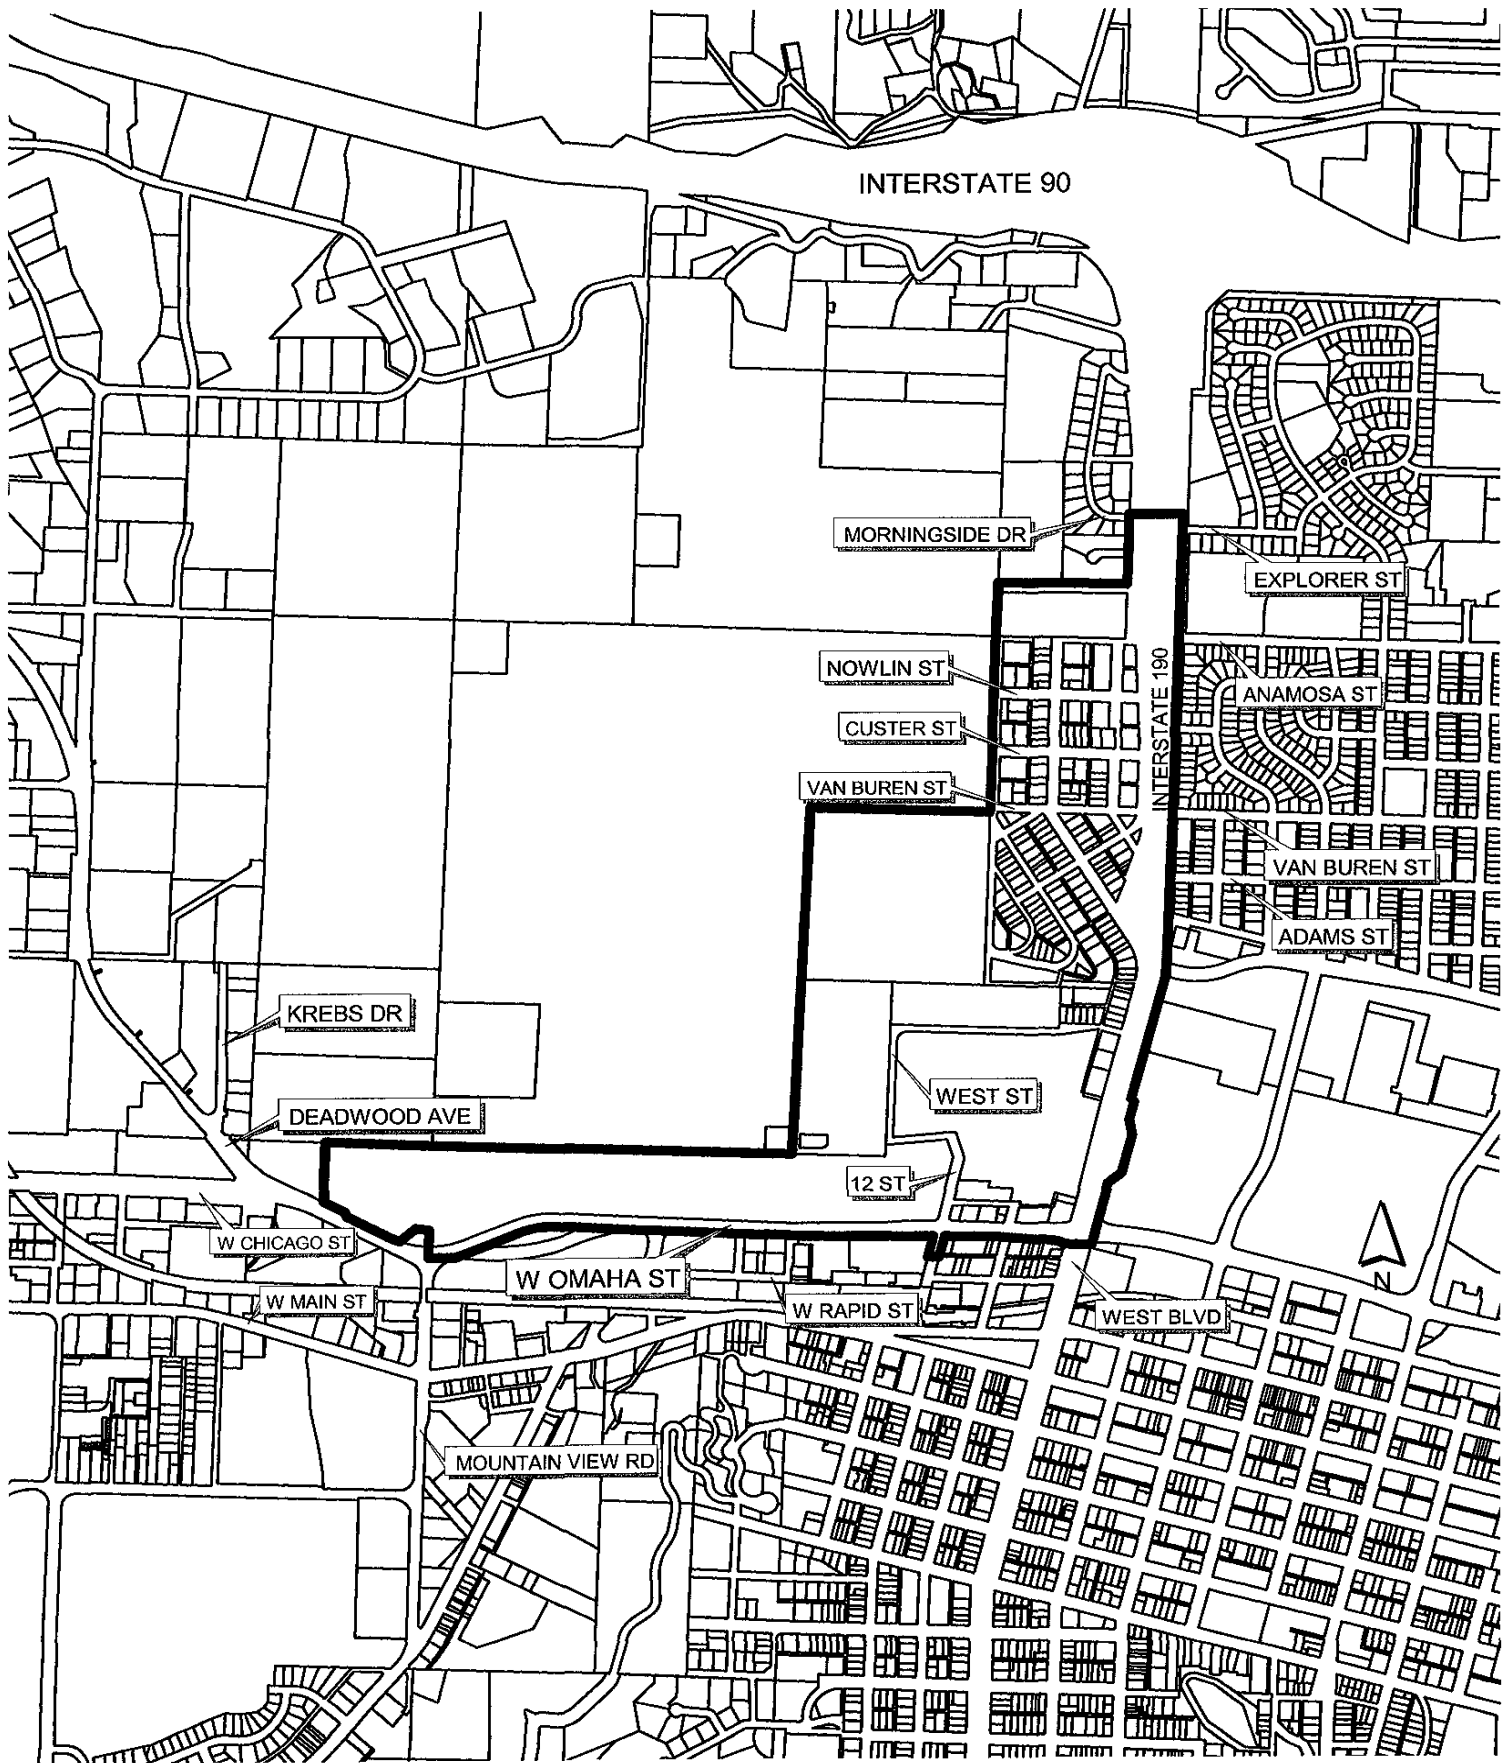 INTERSTATE 90
MORNINGSIDE DR
EXPLORER ST
NOWLIN ST
INTERSTATE 190
ANAMOSA ST
CUSTER ST
VAN BUREN ST
VAN BUREN ST
ADAMS ST
KREBS DR
WEST ST
DEADWOOD AVE
12 ST
W CHICAGO ST
W OMAHA ST
N
W MAIN ST
W RAPID ST
WEST BLVD
MOUNTAIN VIEW RD